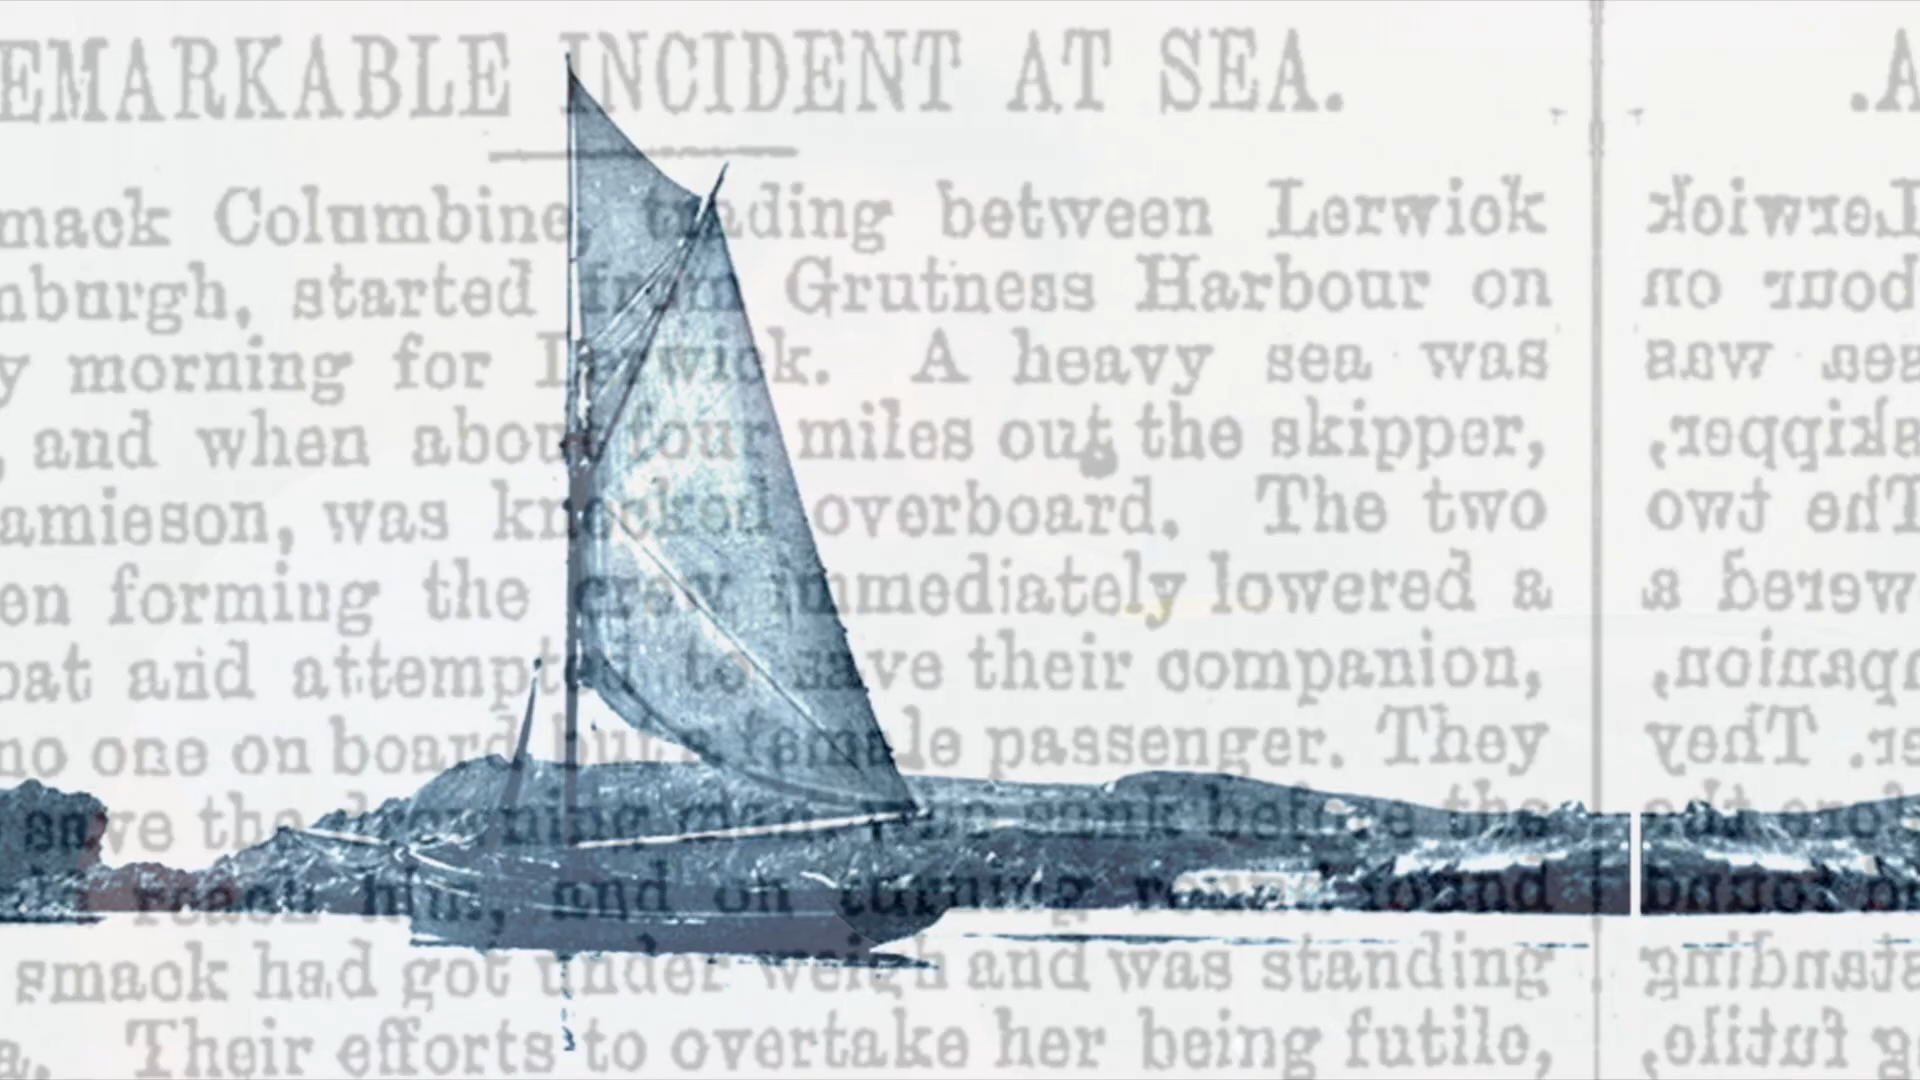 EMARKABLE INCIDENT AT SEA.
mack Columbine, trading between Lerwick
nburgh, started from Grutness Harbour on
y morning for Lerwick. A heavy sea was
, and when about four miles out the skipper,
amieson, was knocked overboard. The two
en forming the crew immediately lowered a
oat and attempted to save their companion,
no one on board but a female passenger. They
save the drowning man, who sank before the
reach him, and on turning round found
smack had got under weigh and was standing
a. Their efforts to overtake her being futile,